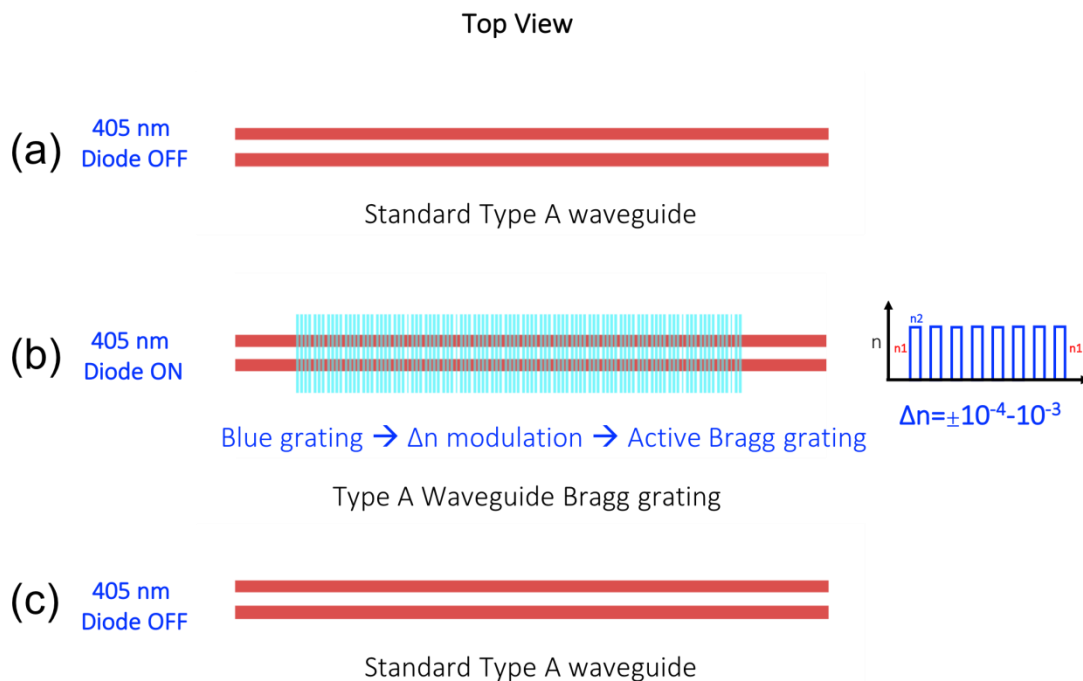 Top View
(a)
405 nm
Diode OFF
Standard Type A waveguide
(b)
405 nm
Diode ON
Blue grating → Δn modulation → Active Bragg grating
Type A Waveguide Bragg grating
n
n1
n2
n1
Δn=±10⁻⁴-10⁻³
(c)
405 nm
Diode OFF
Standard Type A waveguide